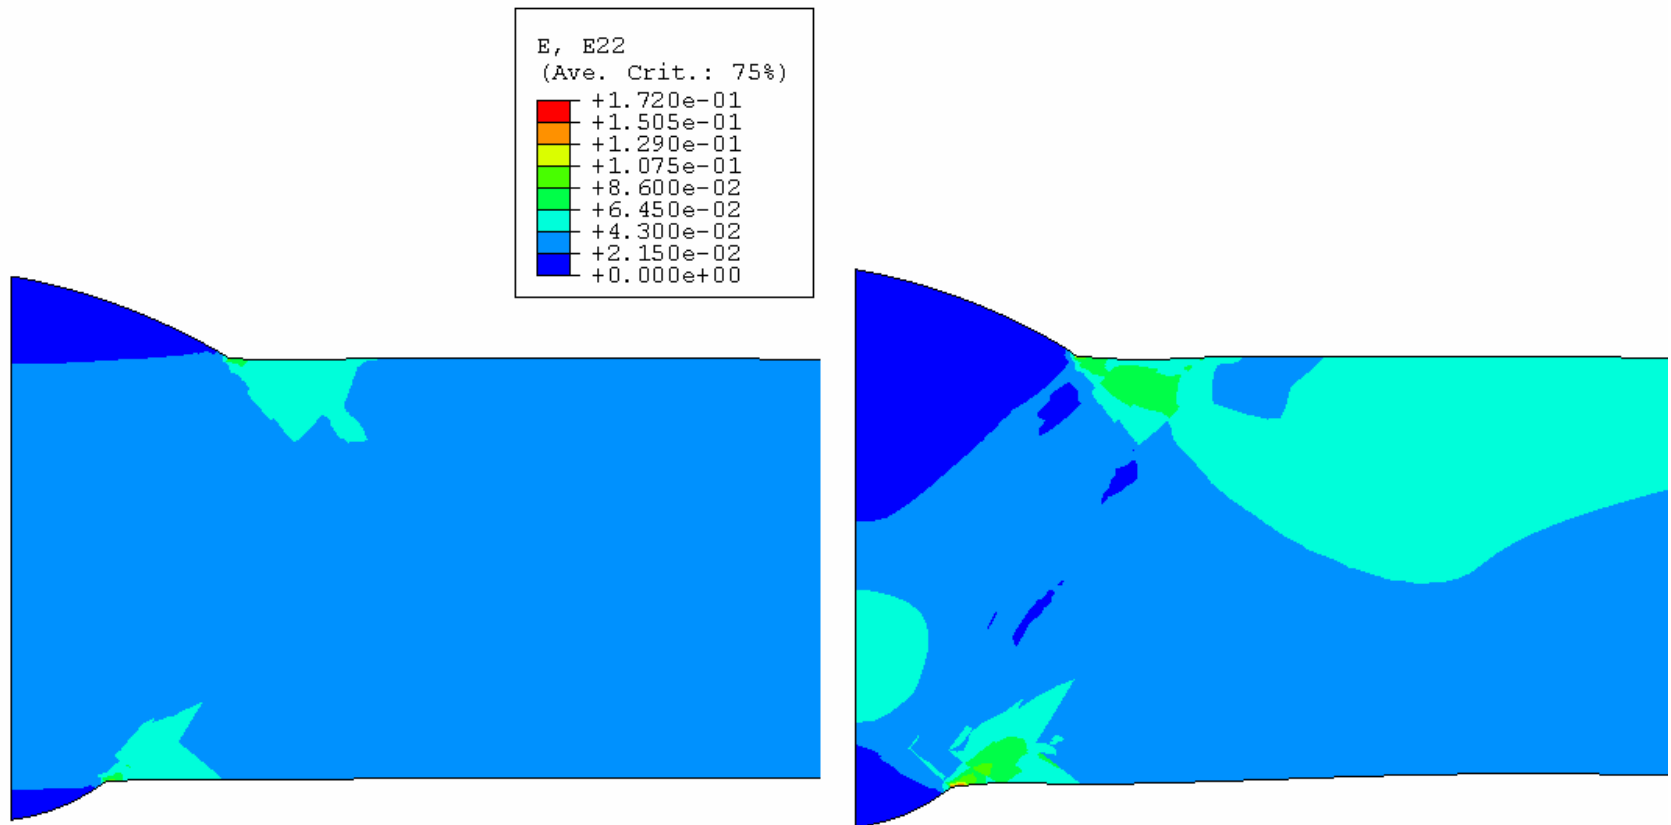 E, E22
(Ave. Crit.: 75%)
+1.720e-01
+1.505e-01
+1.290e-01
+1.075e-01
+8.600e-02
+6.450e-02
+4.300e-02
+2.150e-02
+0.000e+00